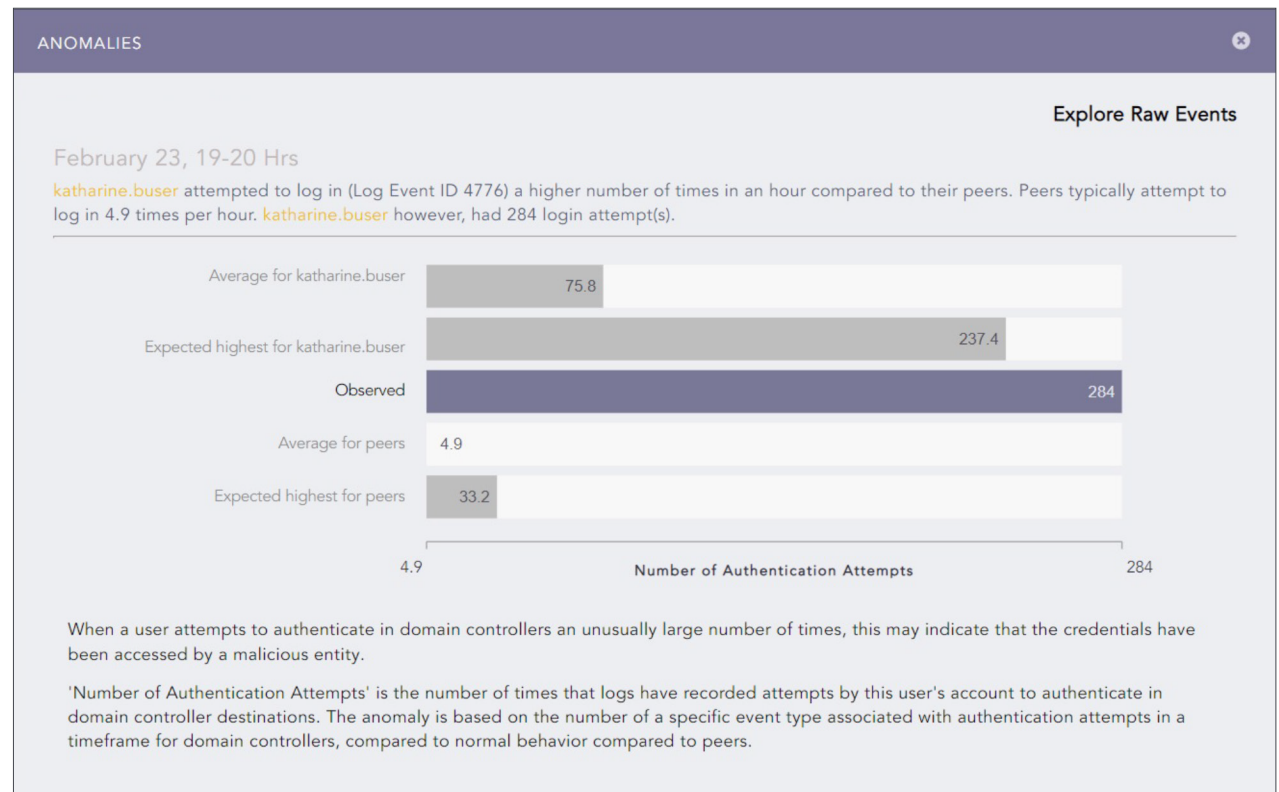 ANOMALIES
Explore Raw Events
February 23, 19-20 Hrs
katharine.buser attempted to log in (Log Event ID 4776) a higher number of times in an hour compared to their peers. Peers typically attempt to
log in 4.9 times per hour. katharine.buser however, had 284 login attempt(s).
Average for katharine.buser 75.8
Expected highest for katharine.buser 237.4
Observed 284
Average for peers 4.9
Expected highest for peers 33.2
4.9 Number of Authentication Attempts 284
When a user attempts to authenticate in domain controllers an unusually large number of times, this may indicate that the credentials have
been accessed by a malicious entity.
'Number of Authentication Attempts' is the number of times that logs have recorded attempts by this user's account to authenticate in
domain controller destinations. The anomaly is based on the number of a specific event type associated with authentication attempts in a
timeframe for domain controllers, compared to normal behavior compared to peers.